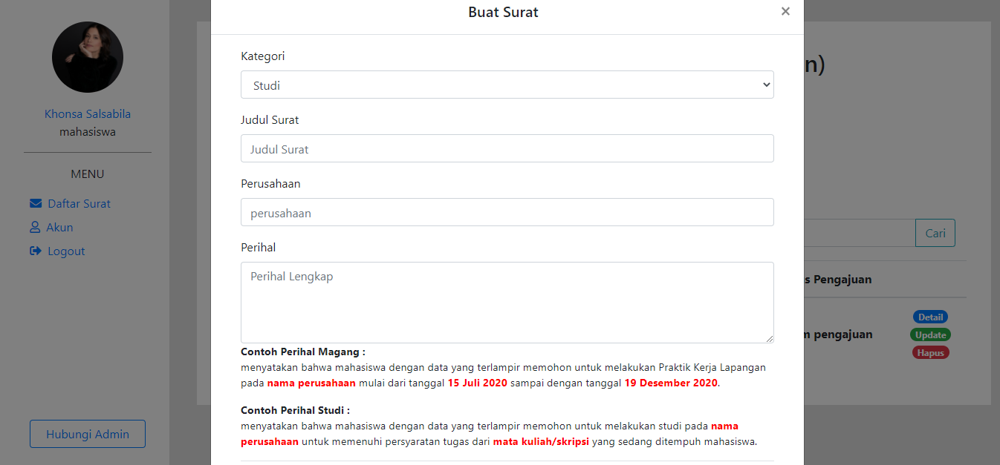 Buat Surat
×
Khonsa Salsabila
mahasiswa
MENU
Daftar Surat
Akun
Logout
Hubungi Admin
Kategori
Studi
Judul Surat
Judul Surat
Perusahaan
perusahaan
Perihal
Perihal Lengkap
Contoh Perihal Magang :
menyatakan bahwa mahasiswa dengan data yang terlampir memohon untuk melakukan Praktik Kerja Lapangan
pada nama perusahaan mulai dari tanggal 15 Juli 2020 sampai dengan tanggal 19 Desember 2020.
Contoh Perihal Studi :
menyatakan bahwa mahasiswa dengan data yang terlampir memohon untuk melakukan studi pada nama
perusahaan untuk memenuhi persyaratan tugas dari mata kuliah/skripsi yang sedang ditempuh mahasiswa.
n)
Cari
s Pengajuan
n pengajuan
Detail
Update
Hapus